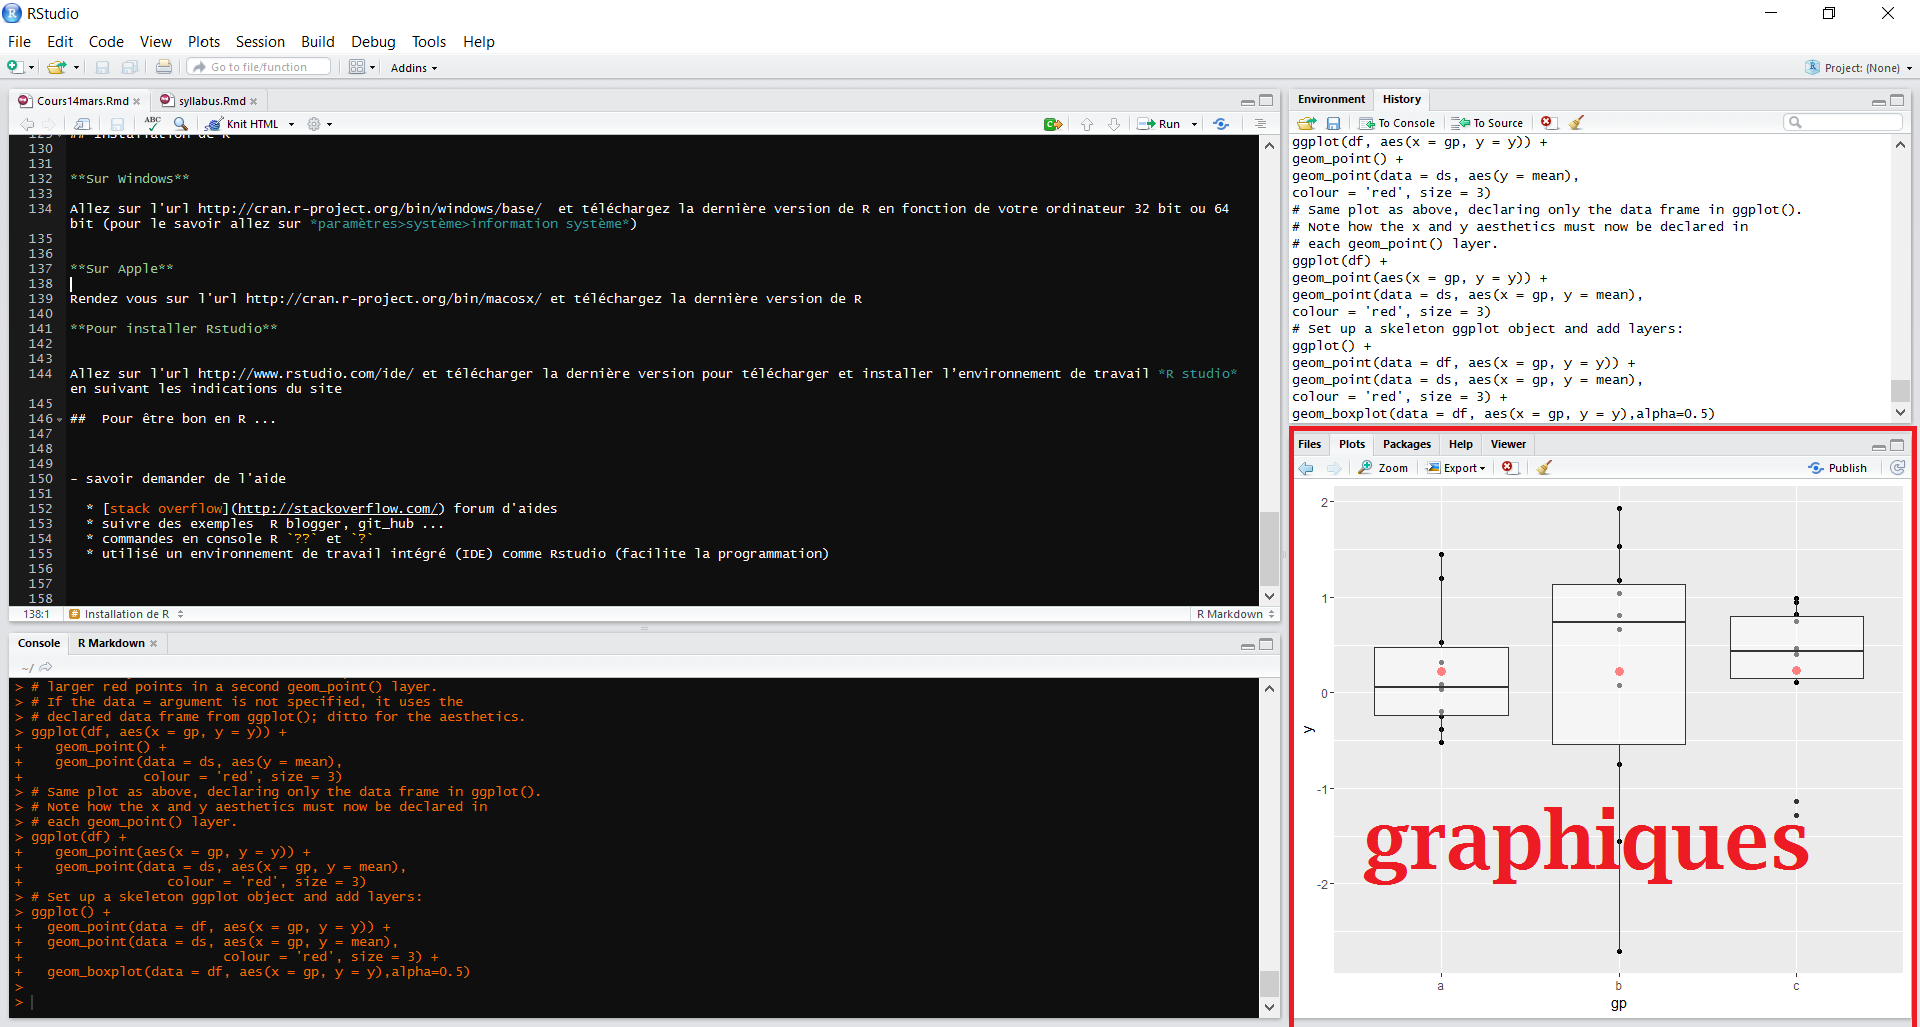 RStudio
File Edit Code View Plots Session Build Debug Tools Help
Go to file/function Addins Project: (None)
Cours14mars.Rmd syllabus.Rmd
ABC Knit HTML Run
129 ## Installation de R
130
131
132 **Sur Windows**
133
134 Allez sur l'url http://cran.r-project.org/bin/windows/base/  et téléchargez la dernière version de R en fonction de votre ordinateur 32 bit ou 64
bit (pour le savoir allez sur *paramètres>système>information système*)
135
136
137 **Sur Apple**
138
139 Rendez vous sur l'url http://cran.r-project.org/bin/macosx/ et téléchargez la dernière version de R
140
141 **Pour installer Rstudio**
142
143
144 Allez sur l'url http://www.rstudio.com/ide/ et télécharger la dernière version pour télécharger et installer l'environnement de travail *R studio*
en suivant les indications du site
145
146 ##  Pour être bon en R ...
147
148
149
150 - savoir demander de l'aide
151
152 * [stack overflow](http://stackoverflow.com/) forum d'aides
153 * suivre des exemples  R blogger, git_hub ...
154 * commandes en console R `??` et `?`
155 * utilisé un environnement de travail intégré (IDE) comme Rstudio (facilite la programmation)
156
157
158
138:1 # Installation de R R Markdown
Console R Markdown
~/
> # larger red points in a second geom_point() layer.
> # If the data = argument is not specified, it uses the
> # declared data frame from ggplot(); ditto for the aesthetics.
> ggplot(df, aes(x = gp, y = y)) +
+ geom_point() +
+ geom_point(data = ds, aes(y = mean),
+ colour = 'red', size = 3)
> # Same plot as above, declaring only the data frame in ggplot().
> # Note how the x and y aesthetics must now be declared in
> # each geom_point() layer.
> ggplot(df) +
+ geom_point(aes(x = gp, y = y)) +
+ geom_point(data = ds, aes(x = gp, y = mean),
+ colour = 'red', size = 3)
> # Set up a skeleton ggplot object and add layers:
> ggplot() +
+ geom_point(data = df, aes(x = gp, y = y)) +
+ geom_point(data = ds, aes(x = gp, y = mean),
+ colour = 'red', size = 3) +
+ geom_boxplot(data = df, aes(x = gp, y = y),alpha=0.5)
>
>
Environment History
To Console To Source
ggplot(df, aes(x = gp, y = y)) +
geom_point() +
geom_point(data = ds, aes(y = mean),
colour = 'red', size = 3)
# Same plot as above, declaring only the data frame in ggplot().
# Note how the x and y aesthetics must now be declared in
# each geom_point() layer.
ggplot(df) +
geom_point(aes(x = gp, y = y)) +
geom_point(data = ds, aes(x = gp, y = mean),
colour = 'red', size = 3)
# Set up a skeleton ggplot object and add layers:
ggplot() +
geom_point(data = df, aes(x = gp, y = y)) +
geom_point(data = ds, aes(x = gp, y = mean),
colour = 'red', size = 3) +
geom_boxplot(data = df, aes(x = gp, y = y),alpha=0.5)
Files Plots Packages Help Viewer
Zoom Export Publish
2
1
0
y
-1
graphiques
-2
a b c
gp